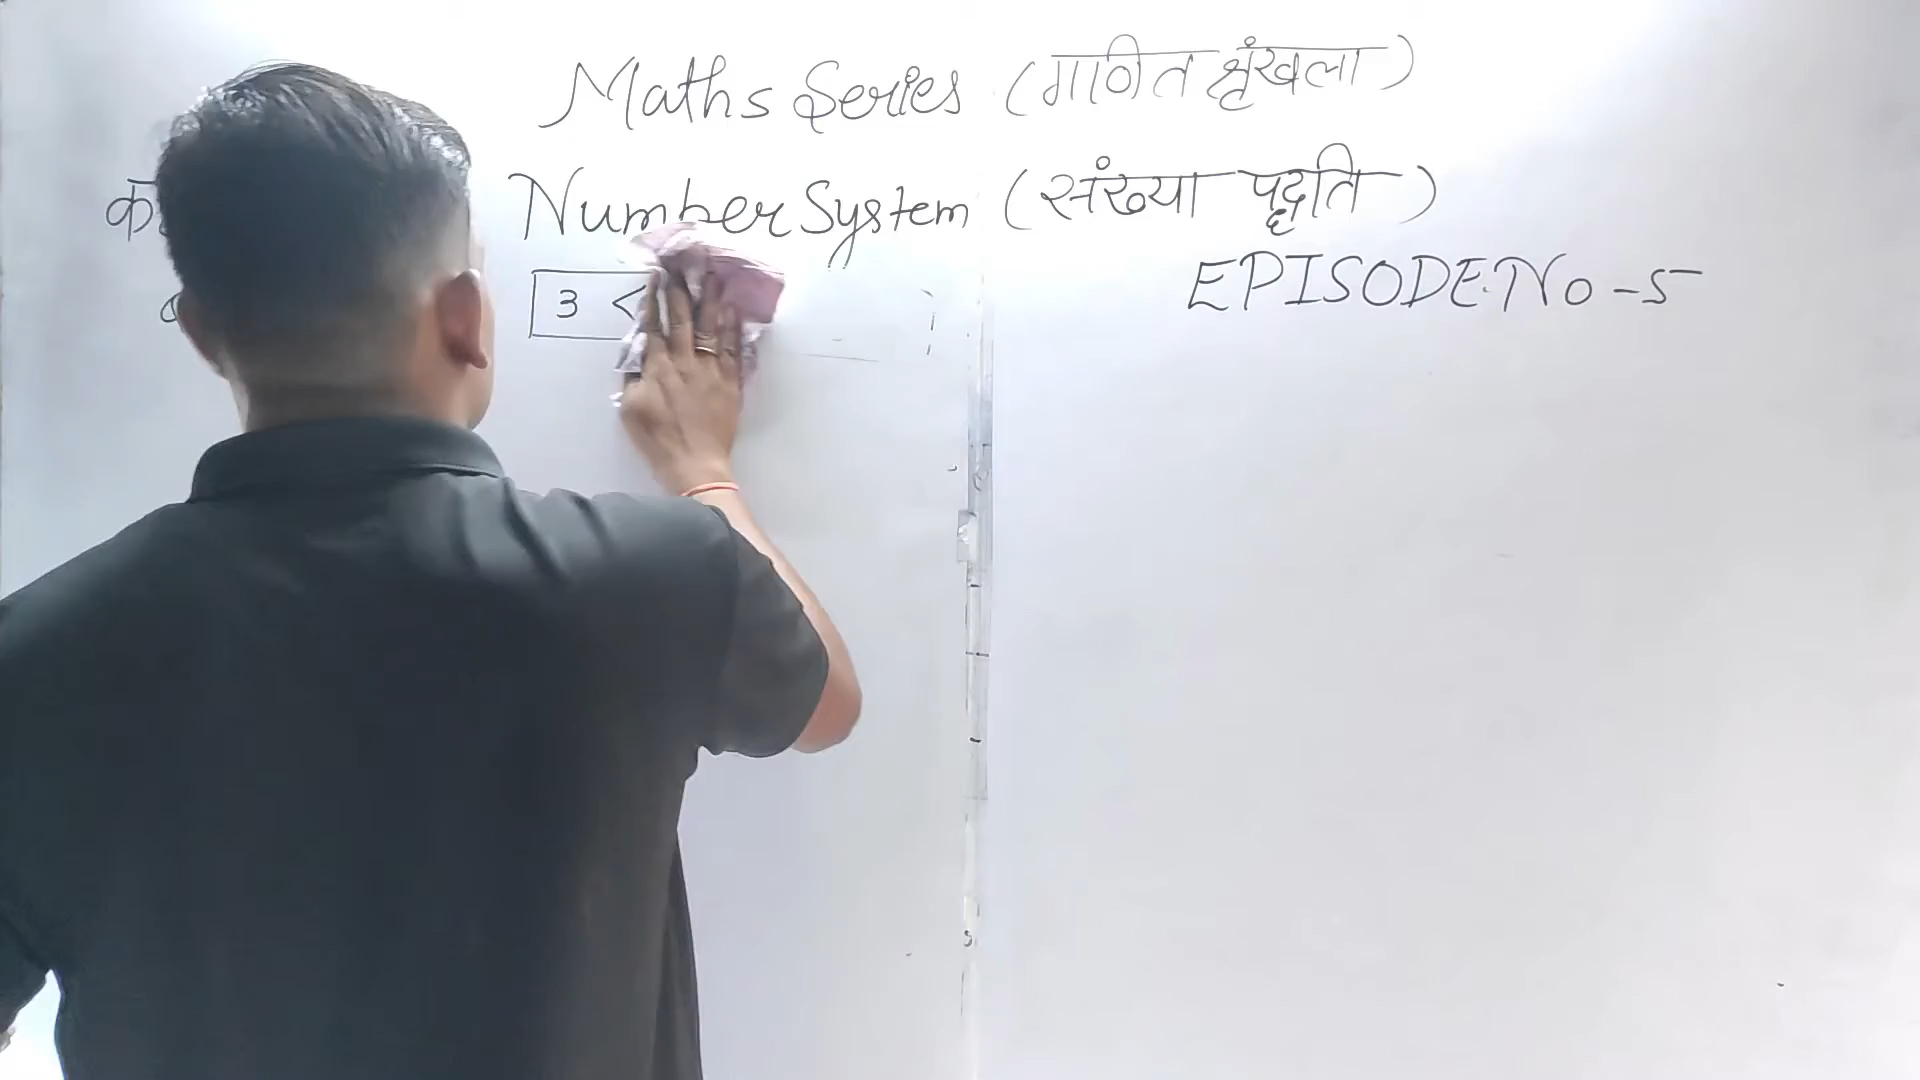 Maths Series (गणित श्रृंखला)
Number System (संख्या पद्धति)
EPISODE.No-5
3 <